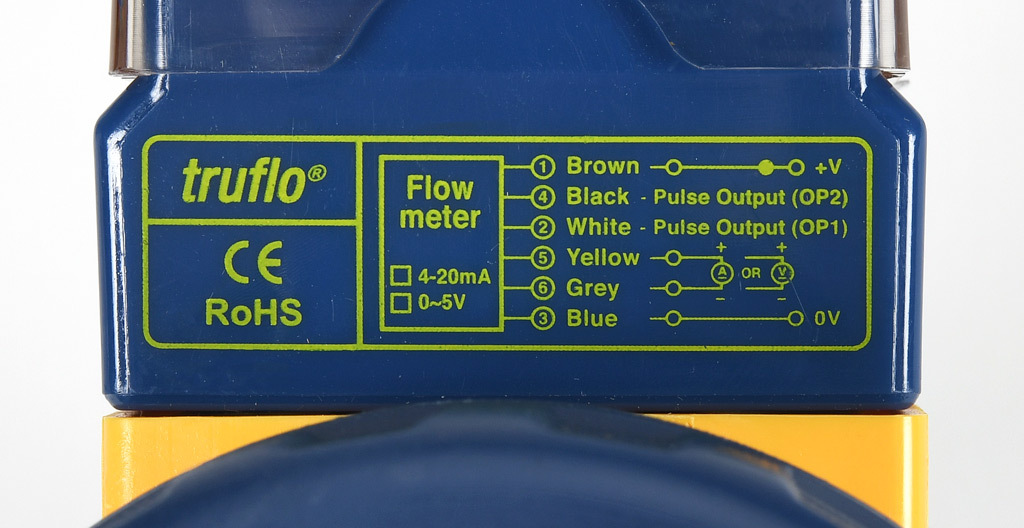 truflo®
CE
RoHS
Flow
meter
4-20mA
0~5V
1 Brown +V
4 Black - Pulse Output (OP2)
2 White - Pulse Output (OP1)
5 Yellow + +
A OR V
6 Grey - -
3 Blue 0V